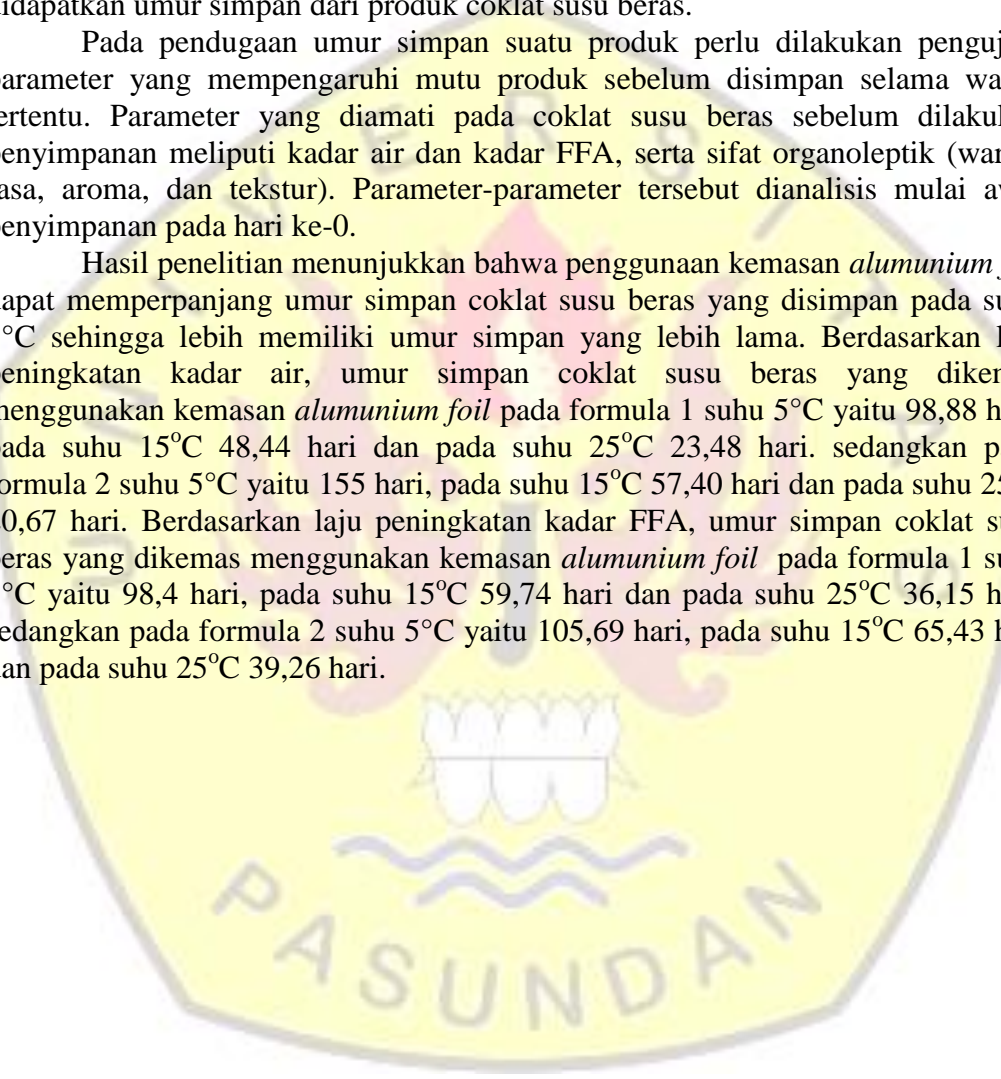 didapatkan umur simpan dari produk coklat susu beras.
Pada pendugaan umur simpan suatu produk perlu dilakukan penguj
parameter yang mempengaruhi mutu produk sebelum disimpan selama wa
tertentu. Parameter yang diamati pada coklat susu beras sebelum dilaku
penyimpanan meliputi kadar air dan kadar FFA, serta sifat organoleptik (war
rasa, aroma, dan tekstur). Parameter-parameter tersebut dianalisis mulai aw
penyimpanan pada hari ke-0.
Hasil penelitian menunjukkan bahwa penggunaan kemasan alumunium
dapat memperpanjang umur simpan coklat susu beras yang disimpan pada su
°C sehingga lebih memiliki umur simpan yang lebih lama. Berdasarkan l
peningkatan kadar air, umur simpan coklat susu beras yang dikem
menggunakan kemasan alumunium foil pada formula 1 suhu 5°C yaitu 98,88 h
pada suhu 15°C 48,44 hari dan pada suhu 25°C 23,48 hari. sedangkan p
formula 2 suhu 5°C yaitu 155 hari, pada suhu 15°C 57,40 hari dan pada suhu 25
0,67 hari. Berdasarkan laju peningkatan kadar FFA, umur simpan coklat su
beras yang dikemas menggunakan kemasan alumunium foil pada formula 1 su
°C yaitu 98,4 hari, pada suhu 15°C 59,74 hari dan pada suhu 25°C 36,15 h
sedangkan pada formula 2 suhu 5°C yaitu 105,69 hari, pada suhu 15°C 65,43 h
dan pada suhu 25°C 39,26 hari.
UNIVERSITAS
PASUNDAN